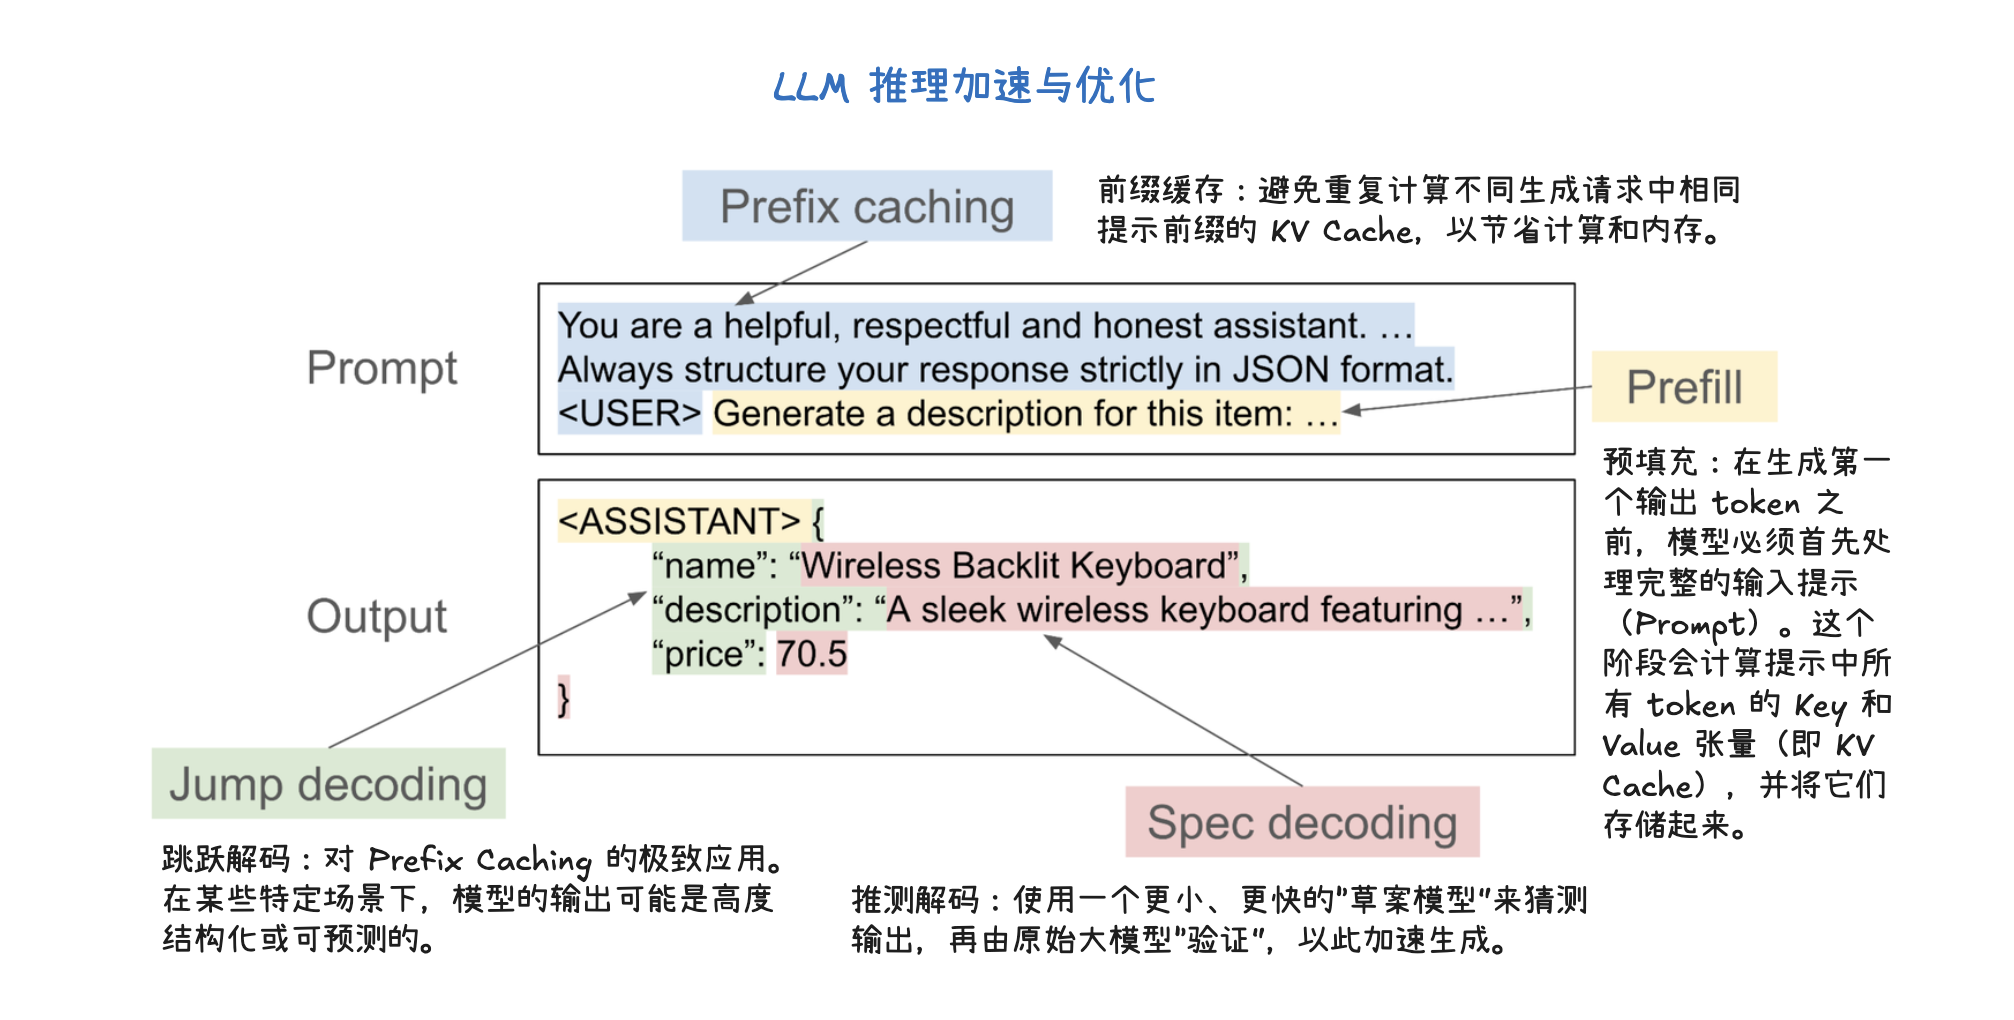 LLM 推理加速与优化
Prefix caching
前缀缓存：避免重复计算不同生成请求中相同
提示前缀的 KV Cache，以节省计算和内存。
Prompt
You are a helpful, respectful and honest assistant. …
Always structure your response strictly in JSON format.
<USER> Generate a description for this item: …
Prefill
预填充：在生成第一
个输出 token 之
前，模型必须首先处
理完整的输入提示
（Prompt）。这个
阶段会计算提示中所
有 token 的 Key 和
Value 张量（即 KV
Cache），并将它们
存储起来。
Output
<ASSISTANT> {
“name”: “Wireless Backlit Keyboard”,
“description”: “A sleek wireless keyboard featuring …”,
“price”: 70.5
}
Jump decoding
跳跃解码：对 Prefix Caching 的极致应用。
在某些特定场景下，模型的输出可能是高度
结构化或可预测的。
Spec decoding
推测解码：使用一个更小、更快的"草案模型"来猜测
输出，再由原始大模型"验证"，以此加速生成。